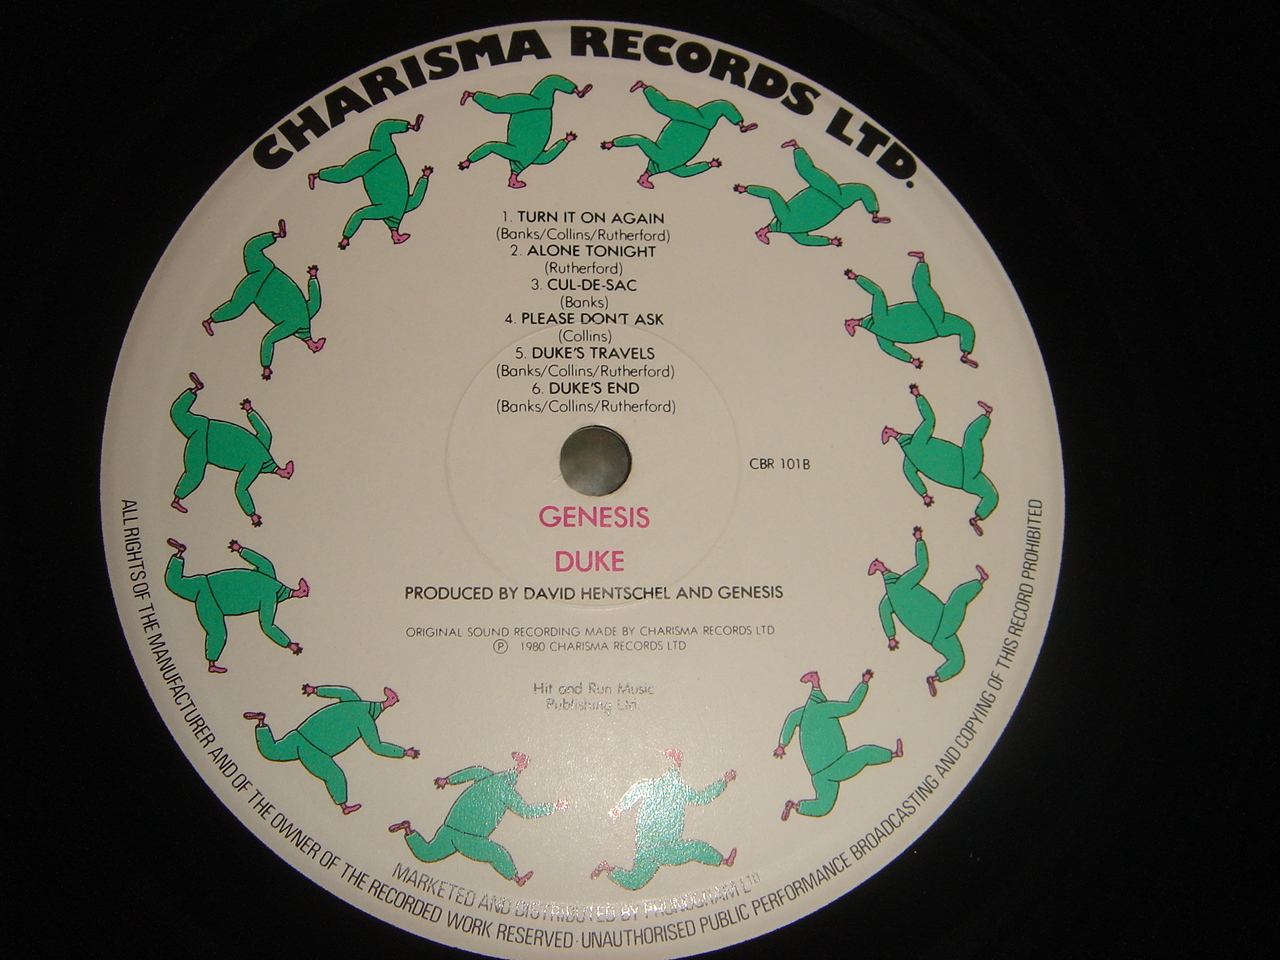 CHARISMA RECORDS LTD.
1. TURN IT ON AGAIN
(Banks/Collins/Rutherford)
2. ALONE TONIGHT
(Rutherford)
3. CUL-DE-SAC
(Banks)
4. PLEASE DON'T ASK
(Collins)
5. DUKE'S TRAVELS
(Banks/Collins/Rutherford)
6. DUKE'S END
(Banks/Collins/Rutherford)
CBR 101B
GENESIS
DUKE
PRODUCED BY DAVID HENTSCHEL AND GENESIS
ORIGINAL SOUND RECORDING MADE BY CHARISMA RECORDS LTD
℗ 1980 CHARISMA RECORDS LTD
Hit and Run Music
Publishing Ltd.
MARKETED AND DISTRIBUTED BY PHONOGRAM LTD
ALL RIGHTS OF THE MANUFACTURER AND OF THE OWNER OF THE RECORDED WORK RESERVED · UNAUTHORISED PUBLIC PERFORMANCE BROADCASTING AND COPYING OF THIS RECORD PROHIBITED